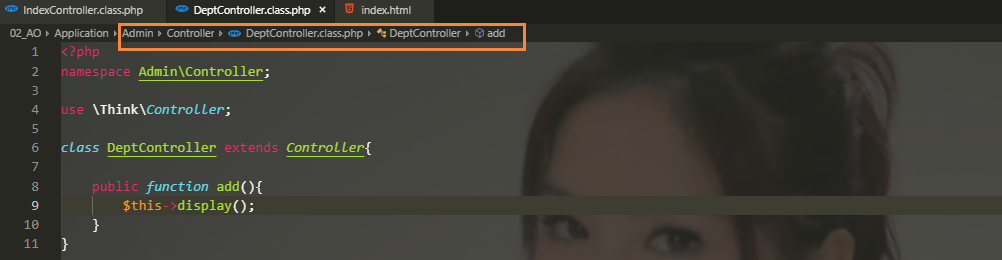 IndexController.class.php DeptController.class.php × index.html
02_AO > Application > Admin > Controller > DeptController.class.php > DeptController > add
1 <?php
2 namespace Admin\Controller;
3
4 use \Think\Controller;
5
6 class DeptController extends Controller{
7
8 public function add(){
9 $this->display();
10 }
11 }